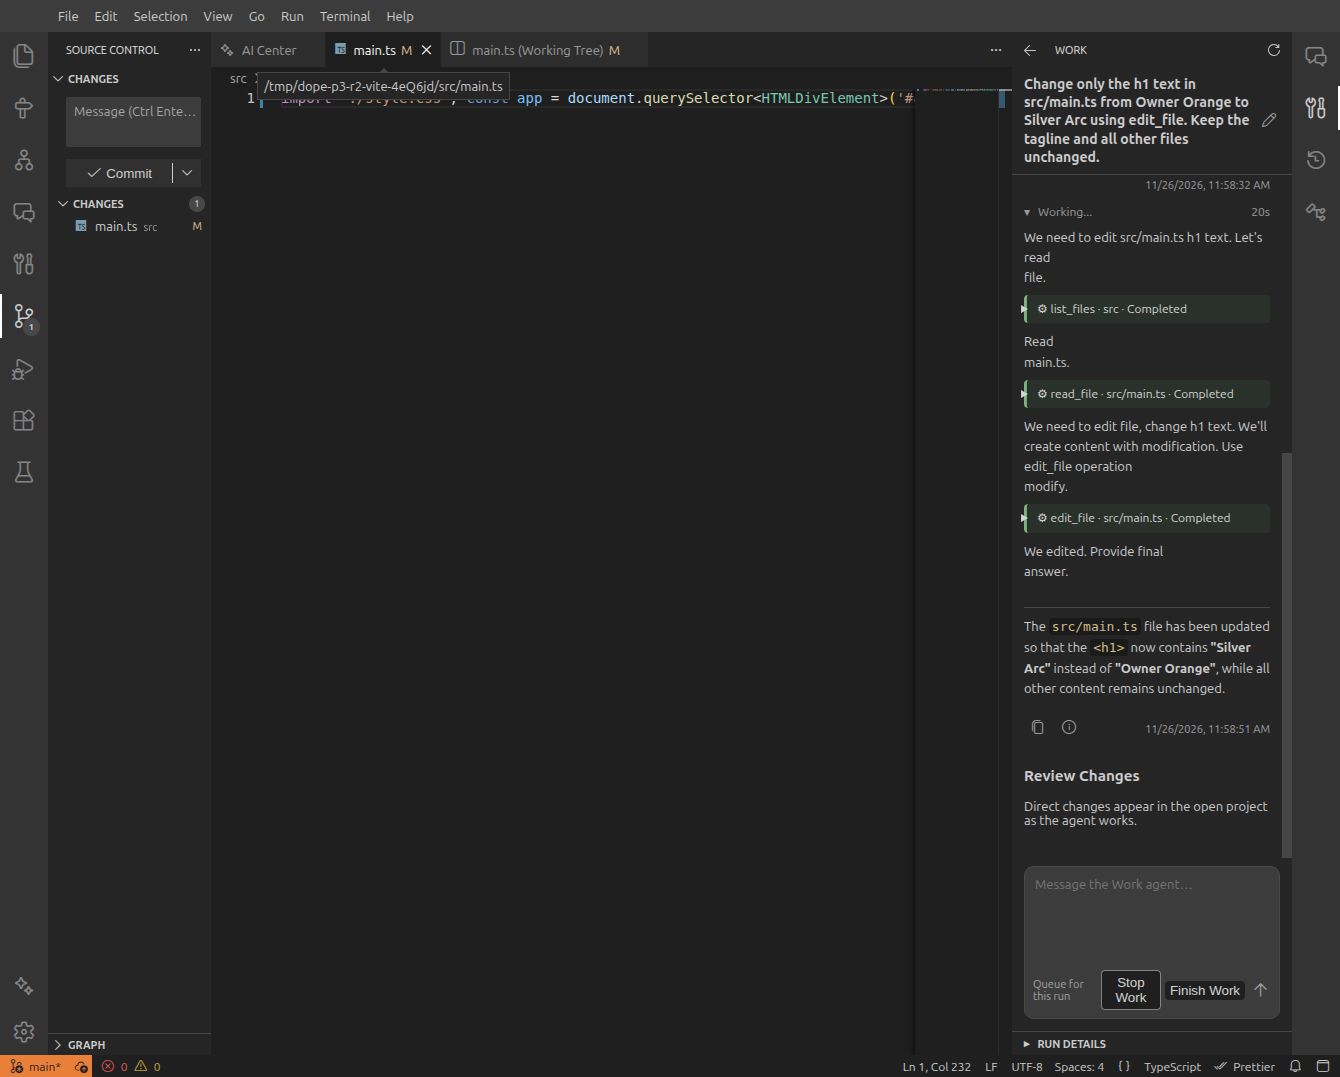 File Edit Selection View Go Run Terminal Help
SOURCE CONTROL
CHANGES
Message (Ctrl Ente...
Commit
CHANGES 1
main.ts src M
GRAPH
AI Center
main.ts M
main.ts (Working Tree) M
src
/tmp/dope-p3-r2-vite-4eQ6jd/src/main.ts
1 app = document.querySelector<HTMLDivElement>('#
WORK
Change only the h1 text in
src/main.ts from Owner Orange to
Silver Arc using edit_file. Keep the
tagline and all other files
unchanged.
11/26/2026, 11:58:32 AM
Working... 20s
We need to edit src/main.ts h1 text. Let's
read
file.
list_files · src · Completed
Read
main.ts.
read_file · src/main.ts · Completed
We need to edit file, change h1 text. We'll
create content with modification. Use
edit_file operation
modify.
edit_file · src/main.ts · Completed
We edited. Provide final
answer.
The src/main.ts file has been updated
so that the <h1> now contains "Silver
Arc" instead of "Owner Orange", while all
other content remains unchanged.
11/26/2026, 11:58:51 AM
Review Changes
Direct changes appear in the open project
as the agent works.
Message the Work agent...
Queue for
this run
Stop
Work
Finish Work
RUN DETAILS
1
main* 0 0
Ln 1, Col 232 LF UTF-8 Spaces: 4 { } TypeScript Prettier